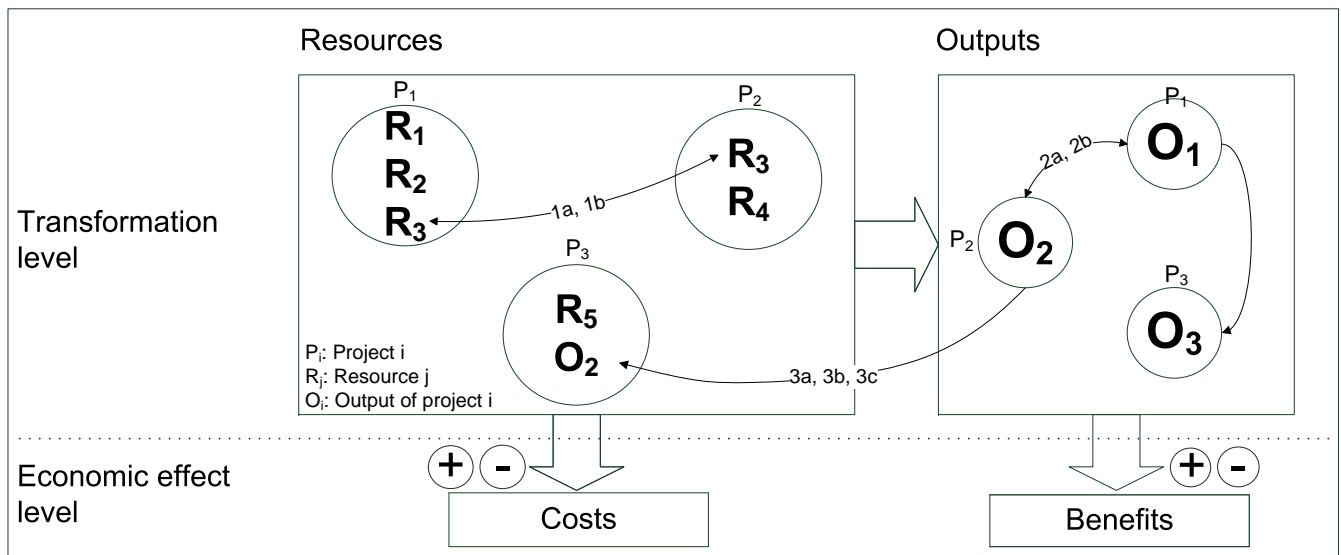 Resources
Outputs
P₁
R₁
R₂
R₃
P₂
R₃
R₄
1a, 1b
P₃
R₅
O₂
Pᵢ: Project i
Rⱼ: Resource j
Oᵢ: Output of project i
P₁
O₁
2a, 2b
P₂
O₂
P₃
O₃
3a, 3b, 3c
Transformation
level
Economic effect
level
+ -
Costs
+ -
Benefits